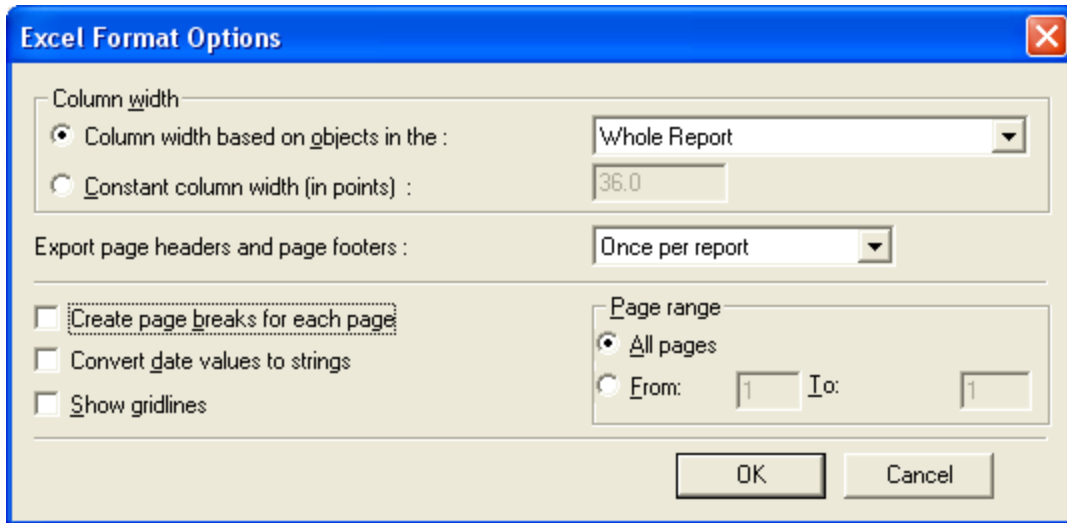 Excel Format Options
Column width
Column width based on objects in the :
Whole Report
Constant column width (in points) :
36.0
Export page headers and page footers :
Once per report
Create page breaks for each page
Convert date values to strings
Show gridlines
Page range
All pages
From: 1 To: 1
OK Cancel